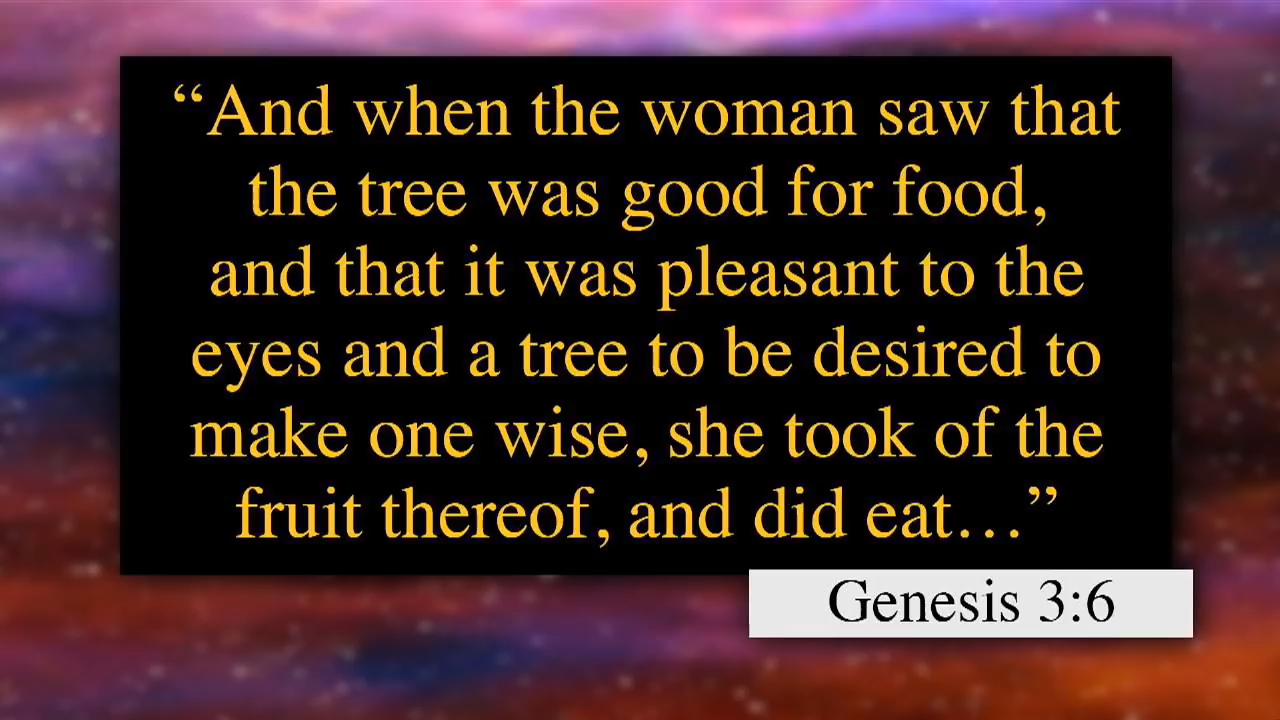 “And when the woman saw that
the tree was good for food,
and that it was pleasant to the
eyes and a tree to be desired to
make one wise, she took of the
fruit thereof, and did eat…”
Genesis 3:6